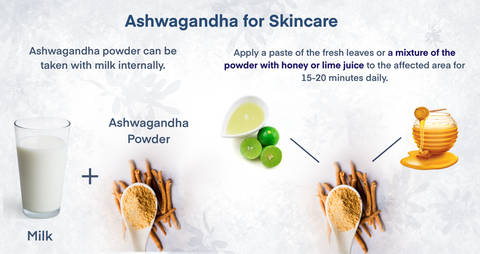 Ashwagandha for Skincare
Ashwagandha powder can be
taken with milk internally.
Apply a paste of the fresh leaves or a mixture of the
powder with honey or lime juice to the affected area for
15-20 minutes daily.
Ashwagandha
Powder
+
Milk